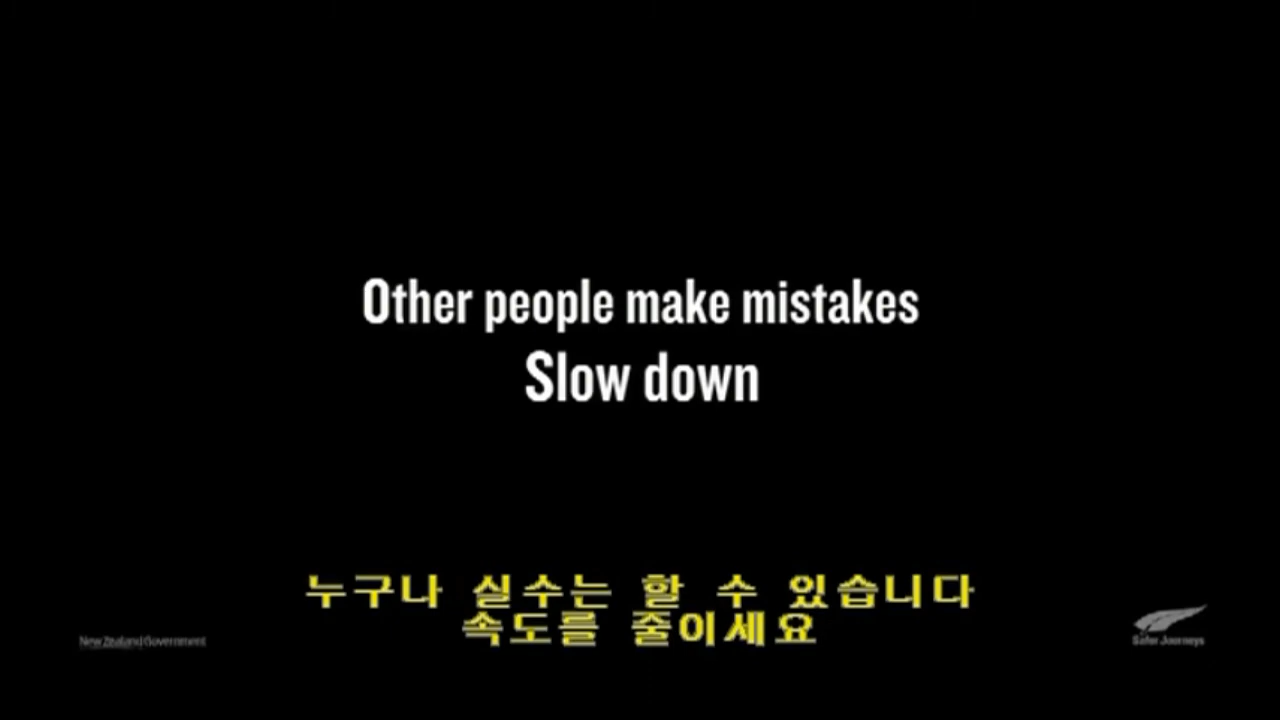 Other people make mistakes
Slow down
누구나 실수는 할 수 있습니다
속도를 줄이세요
New Zealand Government
Safer Journeys